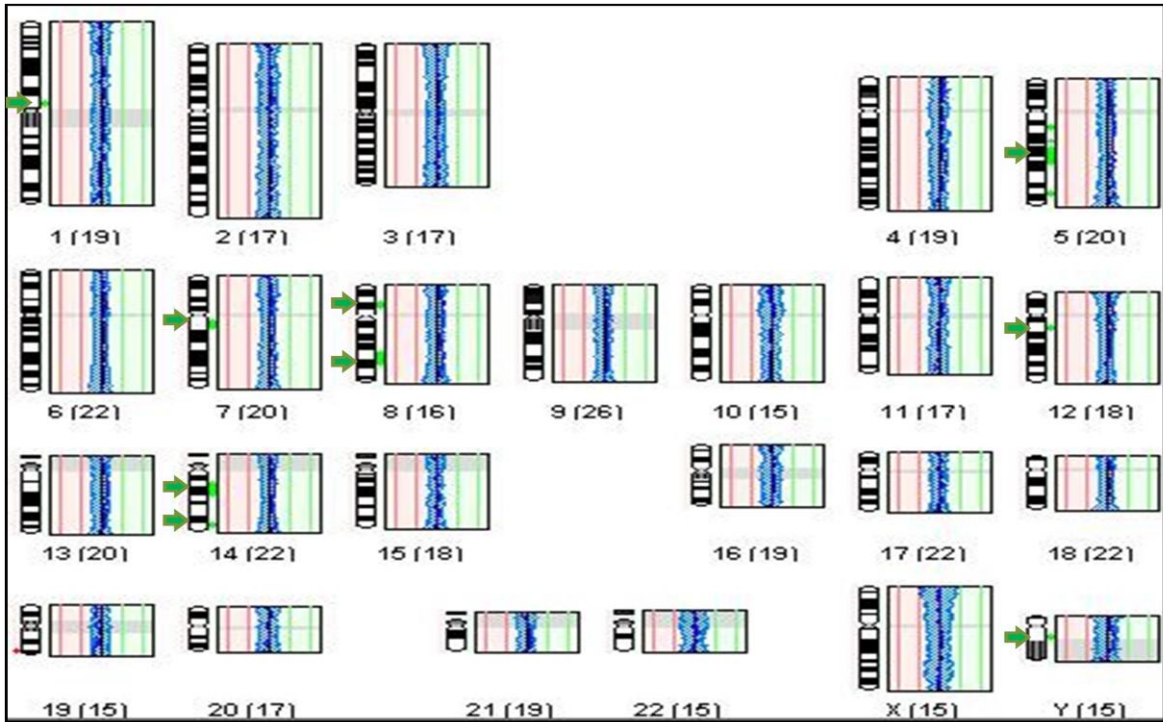 1 (19) 2 (17) 3 (17) 4 (19) 5 (20)
6 (22) 7 (20) 8 (16) 9 (26) 10 (15) 11 (17) 12 (18)
13 (20) 14 (22) 15 (18) 16 (19) 17 (22) 18 (22)
19 (15) 20 (17) 21 (19) 22 (15) X (15) Y (15)